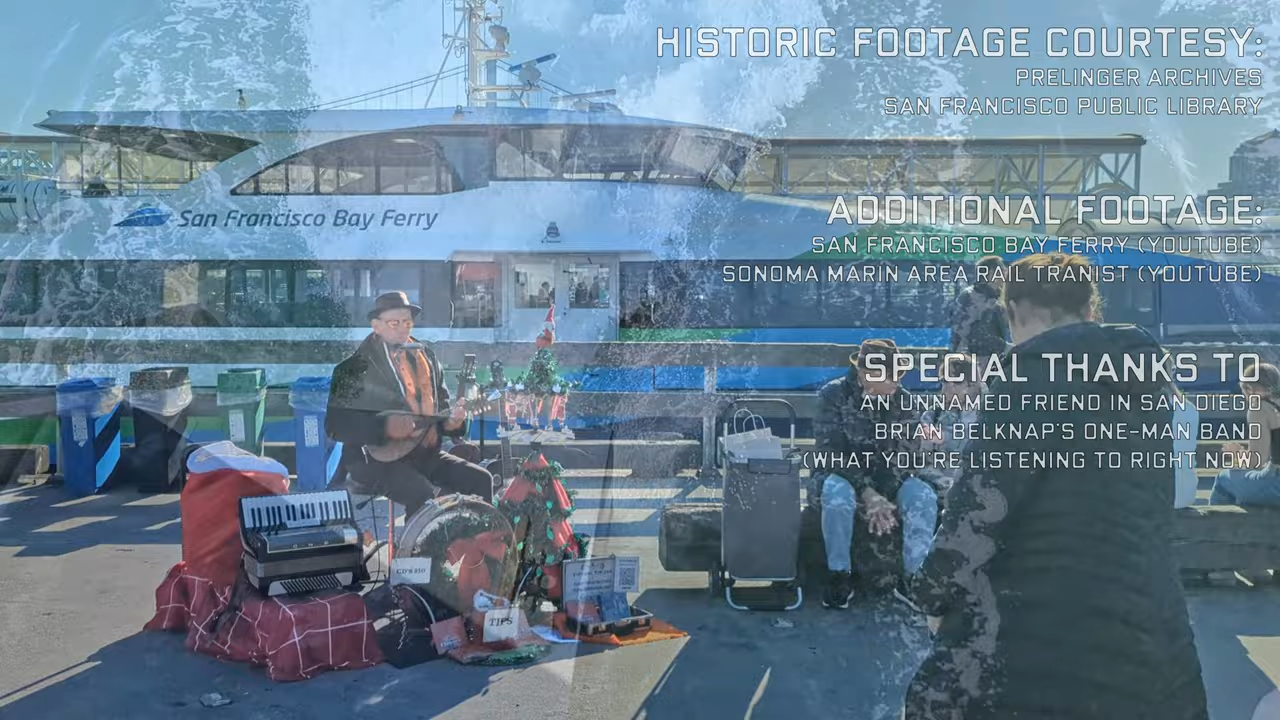 HISTORIC FOOTAGE COURTESY:
PRELINGER ARCHIVES
SAN FRANCISCO PUBLIC LIBRARY
San Francisco Bay Ferry
ADDITIONAL FOOTAGE:
SAN FRANCISCO BAY FERRY (YOUTUBE)
SONOMA MARIN AREA RAIL TRANIST (YOUTUBE)
SPECIAL THANKS TO
AN UNNAMED FRIEND IN SAN DIEGO
BRIAN BELKNAP'S ONE-MAN BAND
(WHAT YOU'RE LISTENING TO RIGHT NOW)
CD'S $10
TIPS